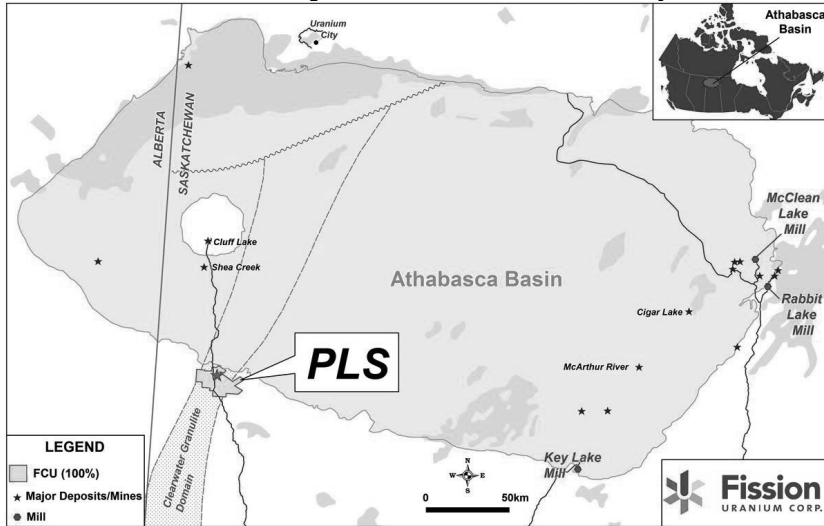 Uranium
City
Athabasca
Basin
ALBERTA
SASKATCHEWAN
McClean
Lake
Mill
Cluff Lake
Shea Creek
Athabasca Basin
Cigar Lake
Rabbit
Lake
Mill
PLS
McArthur River
Clearwater Granulite
Domain
Key Lake
Mill
LEGEND
FCU (100%)
Major Deposits/Mines
Mill
N
W
E
S
0
50km
Fission
URANIUM CORP.